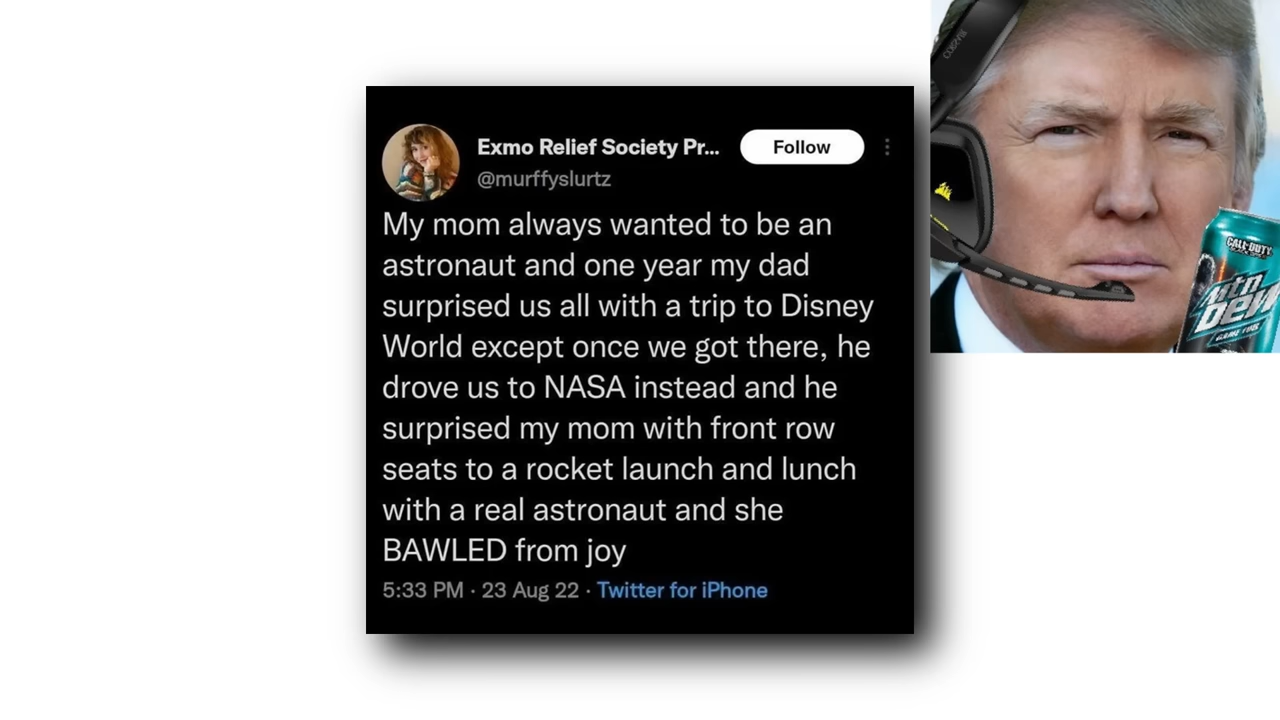 Exmo Relief Society Pr...
Follow
@murffyslurtz
My mom always wanted to be an
astronaut and one year my dad
surprised us all with a trip to Disney
World except once we got there, he
drove us to NASA instead and he
surprised my mom with front row
seats to a rocket launch and lunch
with a real astronaut and she
BAWLED from joy
5:33 PM · 23 Aug 22 · Twitter for iPhone
CALL OF DUTY
Mtn
Dew
GAME FUEL